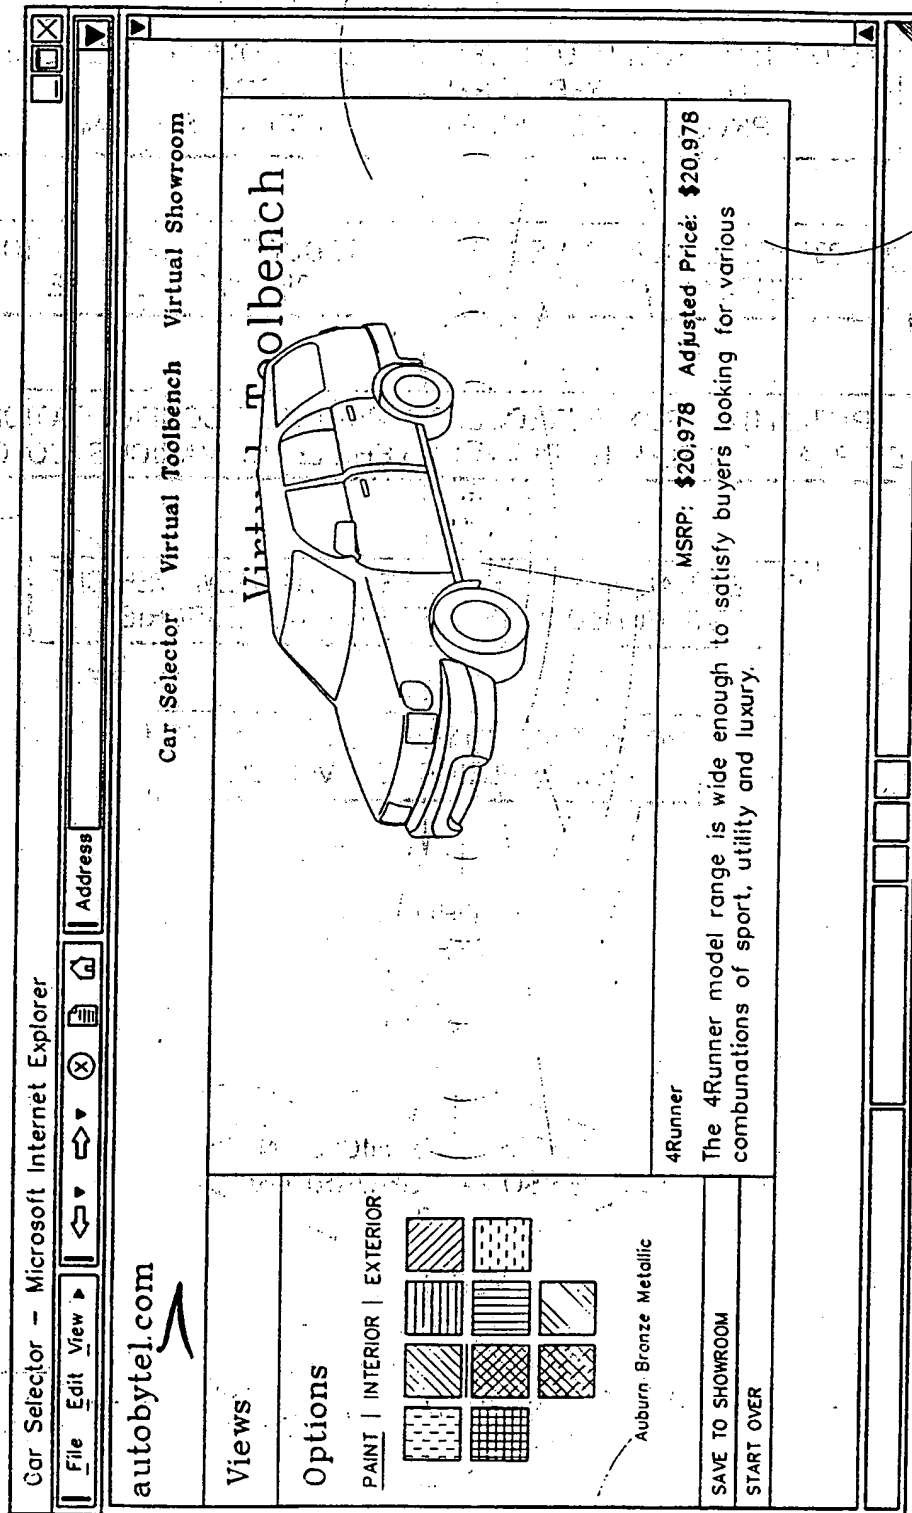 Car Selector – Microsoft Internet Explorer
File Edit View
Address
autobytel.com
Car Selector Virtual Toolbench Virtual Showroom
Views
Options
PAINT | INTERIOR | EXTERIOR
Auburn Bronze Metallic
SAVE TO SHOWROOM
START OVER
Virtual Toolbench
4Runner
MSRP: $20,978 Adjusted Price: $20,978
The 4Runner model range is wide enough to satisfy buyers looking for various
combunations of sport, utility and luxury.